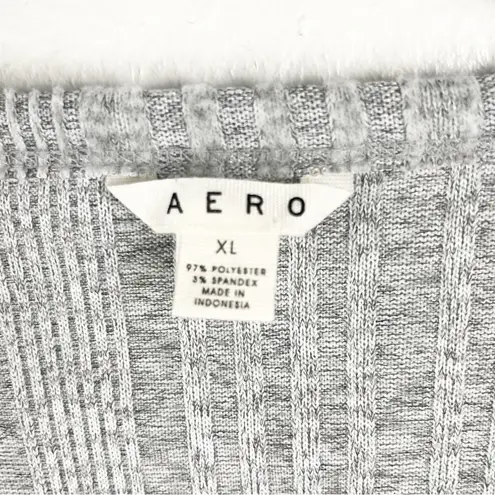 AERO
XL
97% POLYESTER
3% SPANDEX
MADE IN
INDONESIA